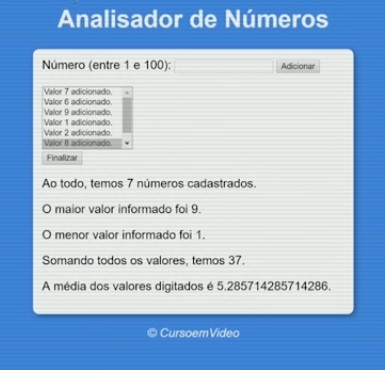 Analisador de Números
Número (entre 1 e 100):
Adicionar
Valor 7 adicionado.
Valor 6 adicionado.
Valor 9 adicionado.
Valor 1 adicionado.
Valor 2 adicionado.
Valor 8 adicionado.
Finalizar
Ao todo, temos 7 números cadastrados.
O maior valor informado foi 9.
O menor valor informado foi 1.
Somando todos os valores, temos 37.
A média dos valores digitados é 5.285714285714286.
© CursoemVideo